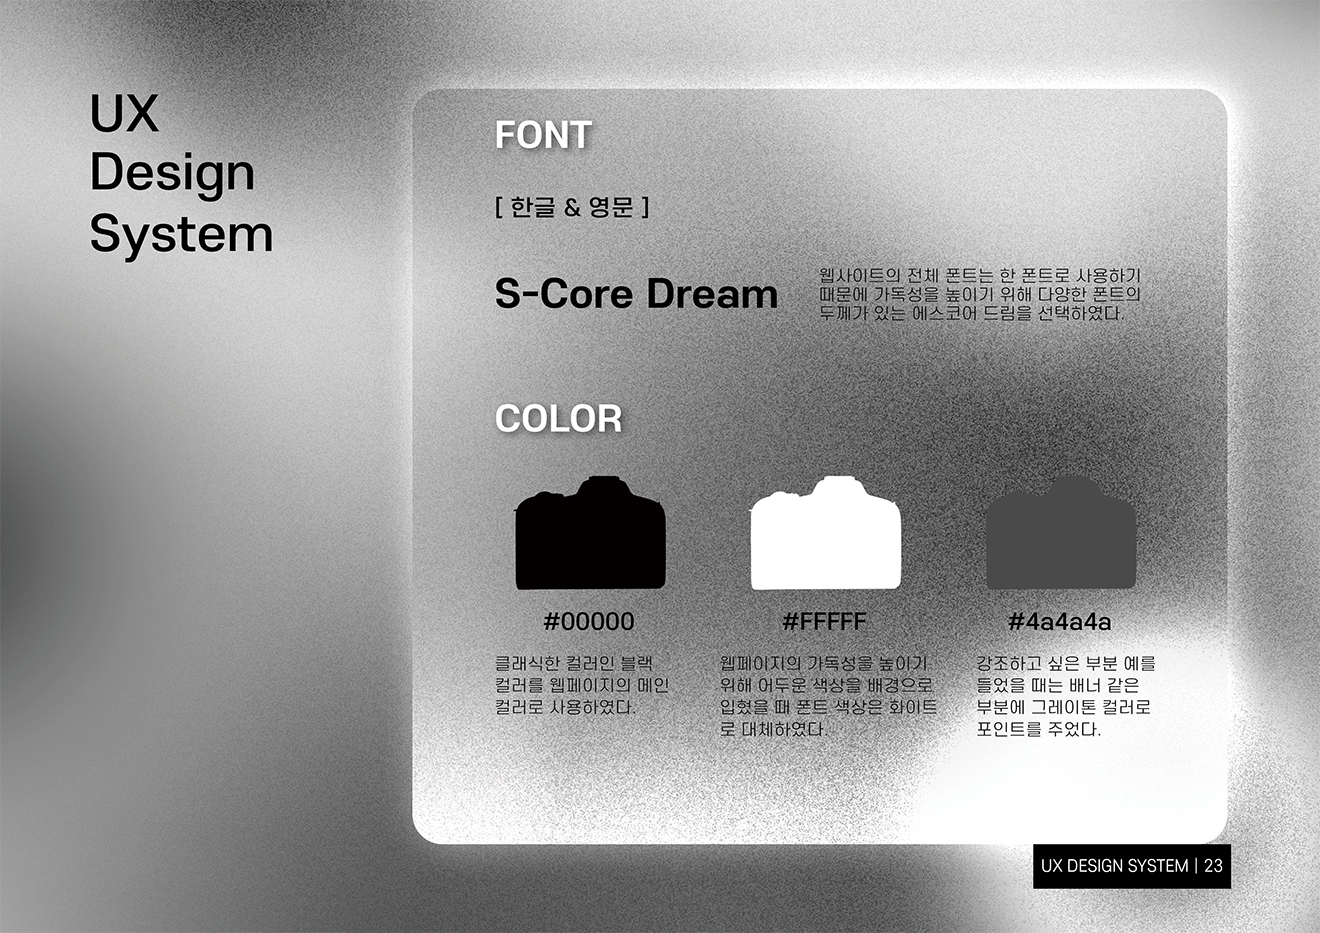 UX
Design
System
FONT
[ 한글 & 영문 ]
S-Core Dream
웹사이트의 전체 폰트는 한 폰트로 사용하기
때문에 가독성을 높이기 위해 다양한 폰트의
두께가 있는 에스코어 드림을 선택하였다.
COLOR
#00000
클래식한 컬러인 블랙
컬러를 웹페이지의 메인
컬러로 사용하였다.
#FFFFF
웹페이지의 가독성을 높이기
위해 어두운 색상을 배경으로
입혔을 때 폰트 색상은 화이트
로 대체하였다.
#4a4a4a
강조하고 싶은 부분 예를
들었을 때는 배너 같은
부분에 그레이톤 컬러로
포인트를 주었다.
UX DESIGN SYSTEM | 23